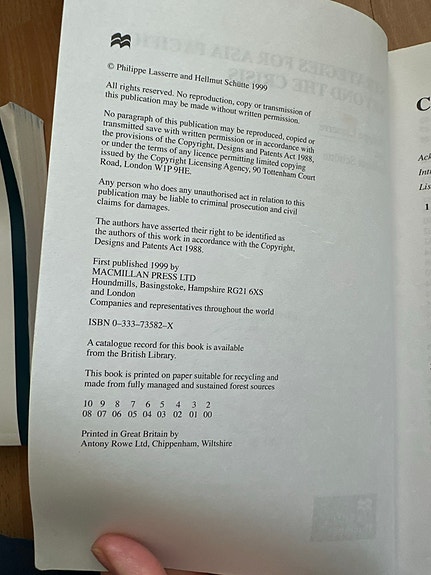 © Philippe Lasserre and Hellmut Schütte 1999
All rights reserved. No reproduction, copy or transmission of
this publication may be made without written permission.
No paragraph of this publication may be reproduced, copied or
transmitted save with written permission or in accordance with
the provisions of the Copyright, Designs and Patents Act 1988,
or under the terms of any licence permitting limited copying
issued by the Copyright Licensing Agency, 90 Tottenham Court
Road, London W1P 9HE.
Any person who does any unauthorised act in relation to this
publication may be liable to criminal prosecution and civil
claims for damages.
The authors have asserted their right to be identified as
the authors of this work in accordance with the Copyright,
Designs and Patents Act 1988.
First published 1999 by
MACMILLAN PRESS LTD
Houndmills, Basingstoke, Hampshire RG21 6XS
and London
Companies and representatives throughout the world
ISBN 0–333–73582–X
A catalogue record for this book is available
from the British Library.
This book is printed on paper suitable for recycling and
made from fully managed and sustained forest sources
10 9 8 7 6 5 4 3 2
08 07 06 05 04 03 02 01 00
Printed in Great Britain by
Antony Rowe Ltd, Chippenham, Wiltshire
C
Ack
Int
Lis
1